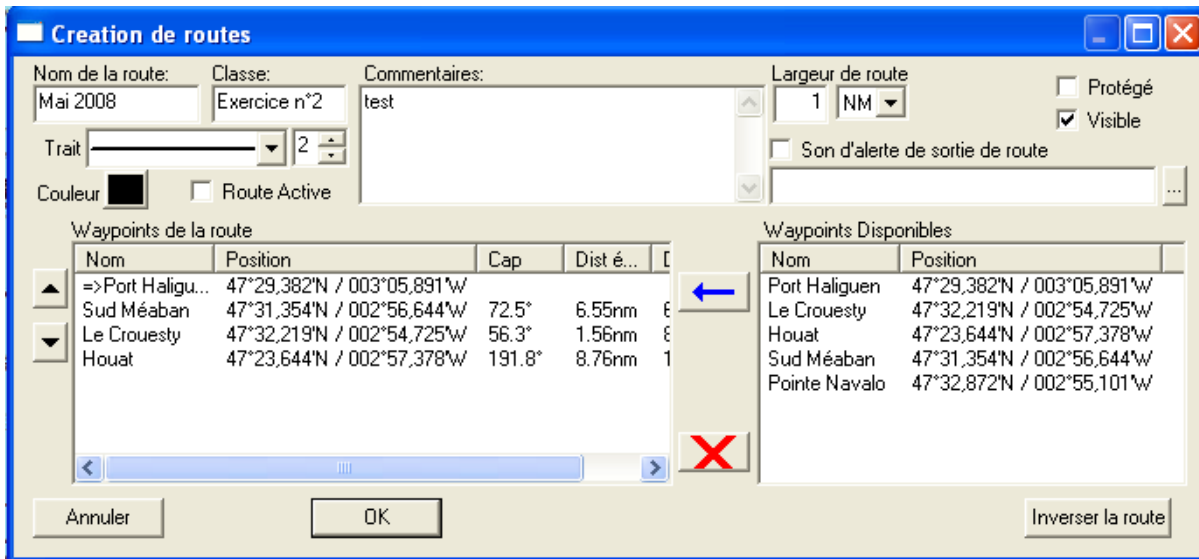 Creation de routes
Nom de la route: Classe: Commentaires: Largeur de route
Mai 2008 Exercice n°2 test 1 NM Protégé
Visible
Trait 2 Son d'alerte de sortie de route
Couleur Route Active ...
Waypoints de la route Waypoints Disponibles
Nom Position Cap Dist é... Nom Position
=>Port Haligu... 47°29,382'N / 003°05,891'W Port Haliguen 47°29,382'N / 003°05,891'W
Sud Méaban 47°31,354'N / 002°56,644'W 72.5° 6.55nm Le Crouesty 47°32,219'N / 002°54,725'W
Le Crouesty 47°32,219'N / 002°54,725'W 56.3° 1.56nm Houat 47°23,644'N / 002°57,378'W
Houat 47°23,644'N / 002°57,378'W 191.8° 8.76nm 1 Sud Méaban 47°31,354'N / 002°56,644'W
Pointe Navalo 47°32,872'N / 002°55,101'W
Annuler OK Inverser la route